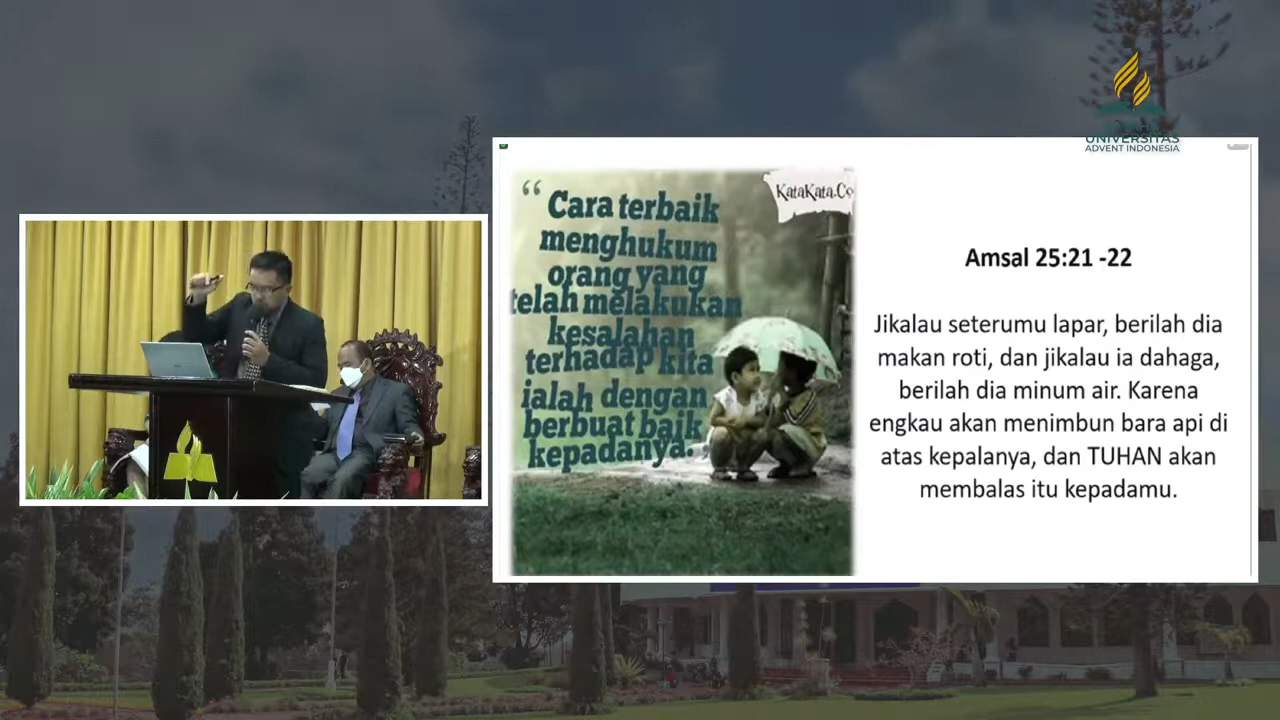 UNIVERSITAS
ADVENT INDONESIA
KataKata.Co
“ Cara terbaik
menghukum
orang yang
telah melakukan
kesalahan
terhadap kita
ialah dengan
berbuat baik
kepadanya.
Amsal 25:21 -22
Jikalau seterumu lapar, berilah dia
makan roti, dan jikalau ia dahaga,
berilah dia minum air. Karena
engkau akan menimbun bara api di
atas kepalanya, dan TUHAN akan
membalas itu kepadamu.